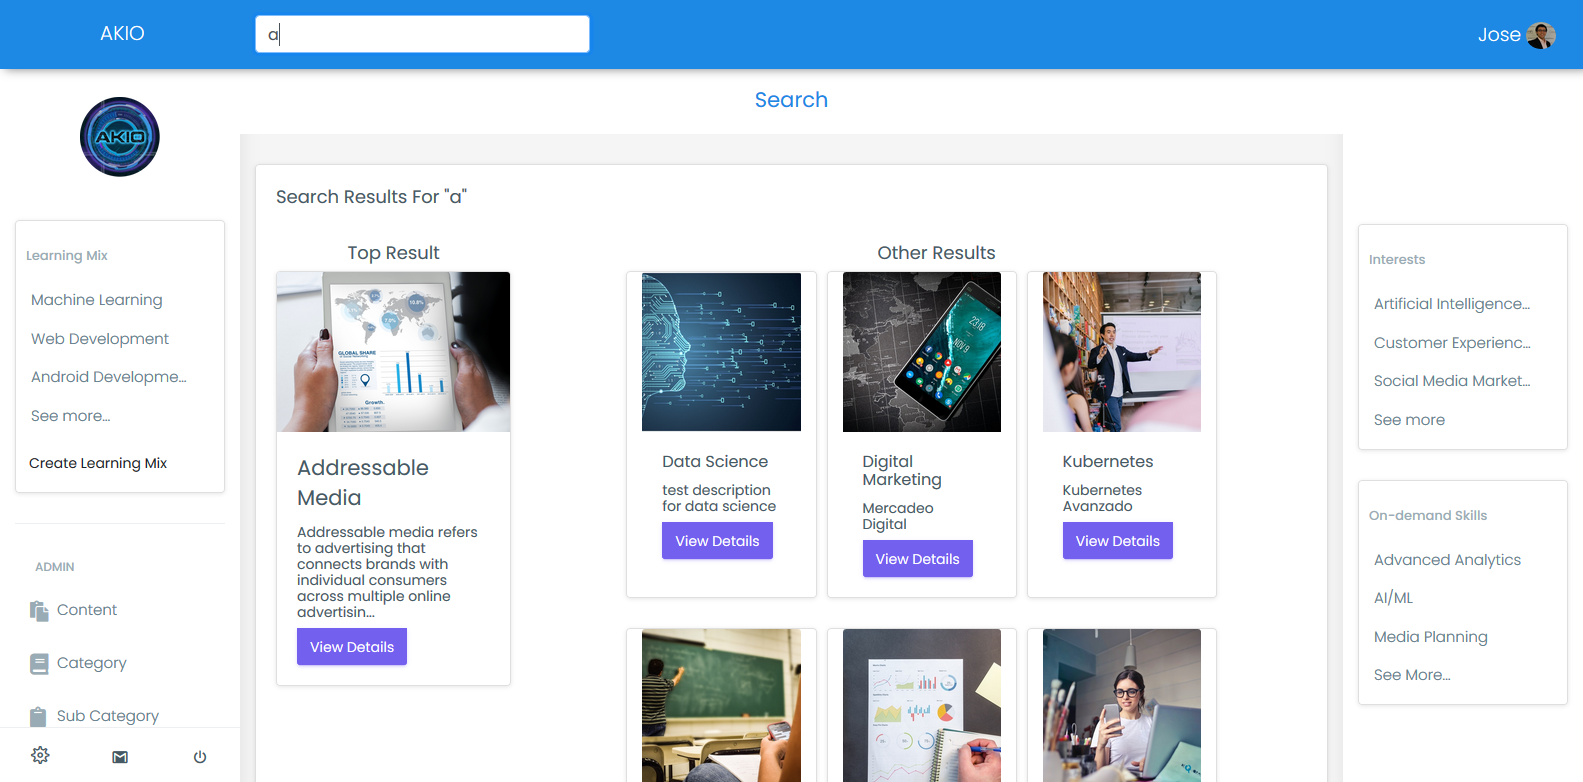 AKIO
a
Jose
AKIO
Search
Learning Mix
Machine Learning
Web Development
Android Developme...
See more...
Create Learning Mix
ADMIN
Content
Category
Sub Category
Search Results For "a"
Top Result
GLOBAL SHARE
Growth.
Addressable
Media
Addressable media refers
to advertising that
connects brands with
individual consumers
across multiple online
advertisin...
View Details
Other Results
Data Science
test description
for data science
View Details
23:18
NOV 9
Digital
Marketing
Mercadeo
Digital
View Details
Kubernetes
Kubernetes
Avanzado
View Details
Interests
Artificial Intelligence...
Customer Experienc...
Social Media Market...
See more
On-demand Skills
Advanced Analytics
AI/ML
Media Planning
See More...